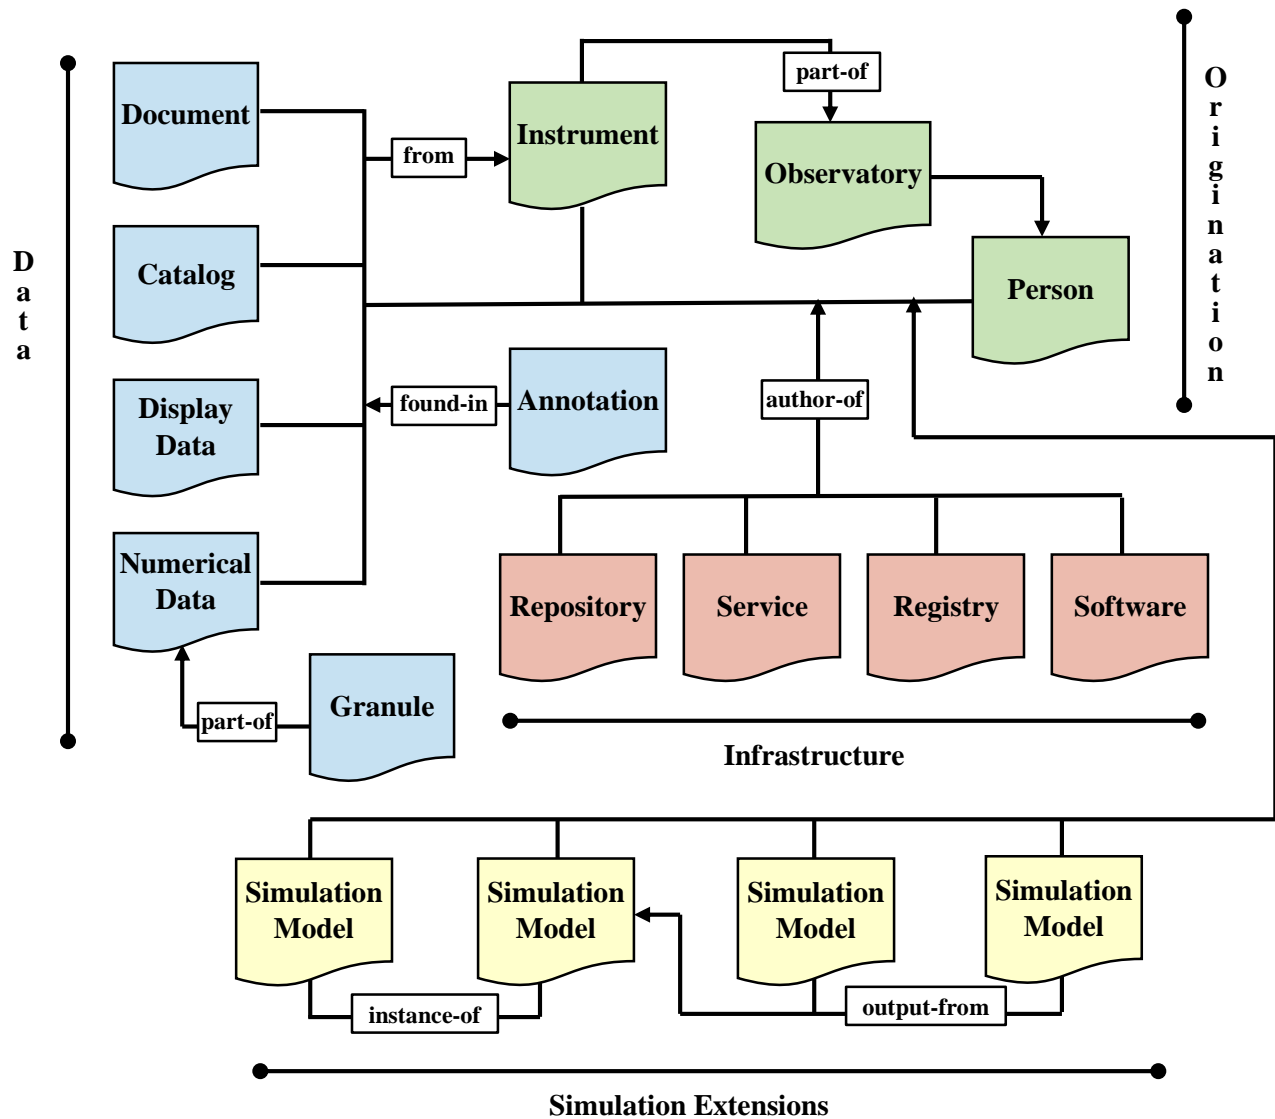 Data
Document
Catalog
Display
Data
Numerical
Data
part-of
Granule
from
Instrument
part-of
Observatory
Person
Origination
found-in
Annotation
author-of
Repository
Service
Registry
Software
Infrastructure
Simulation
Model
Simulation
Model
Simulation
Model
Simulation
Model
instance-of
output-from
Simulation Extensions